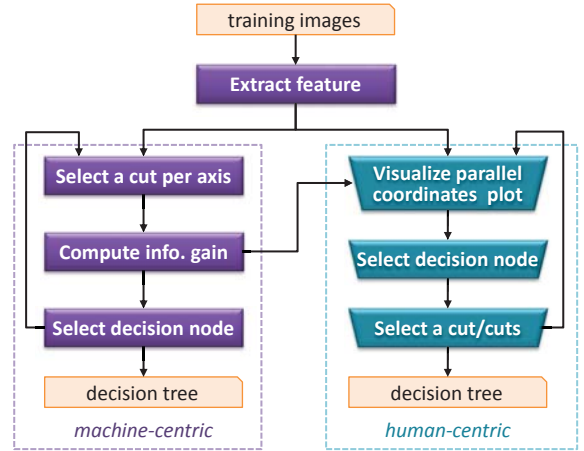 training images
Extract feature
Select a cut per axis
Compute info. gain
Select decision node
decision tree
machine-centric
Visualize parallel
coordinates plot
Select decision node
Select a cut/cuts
decision tree
human-centric